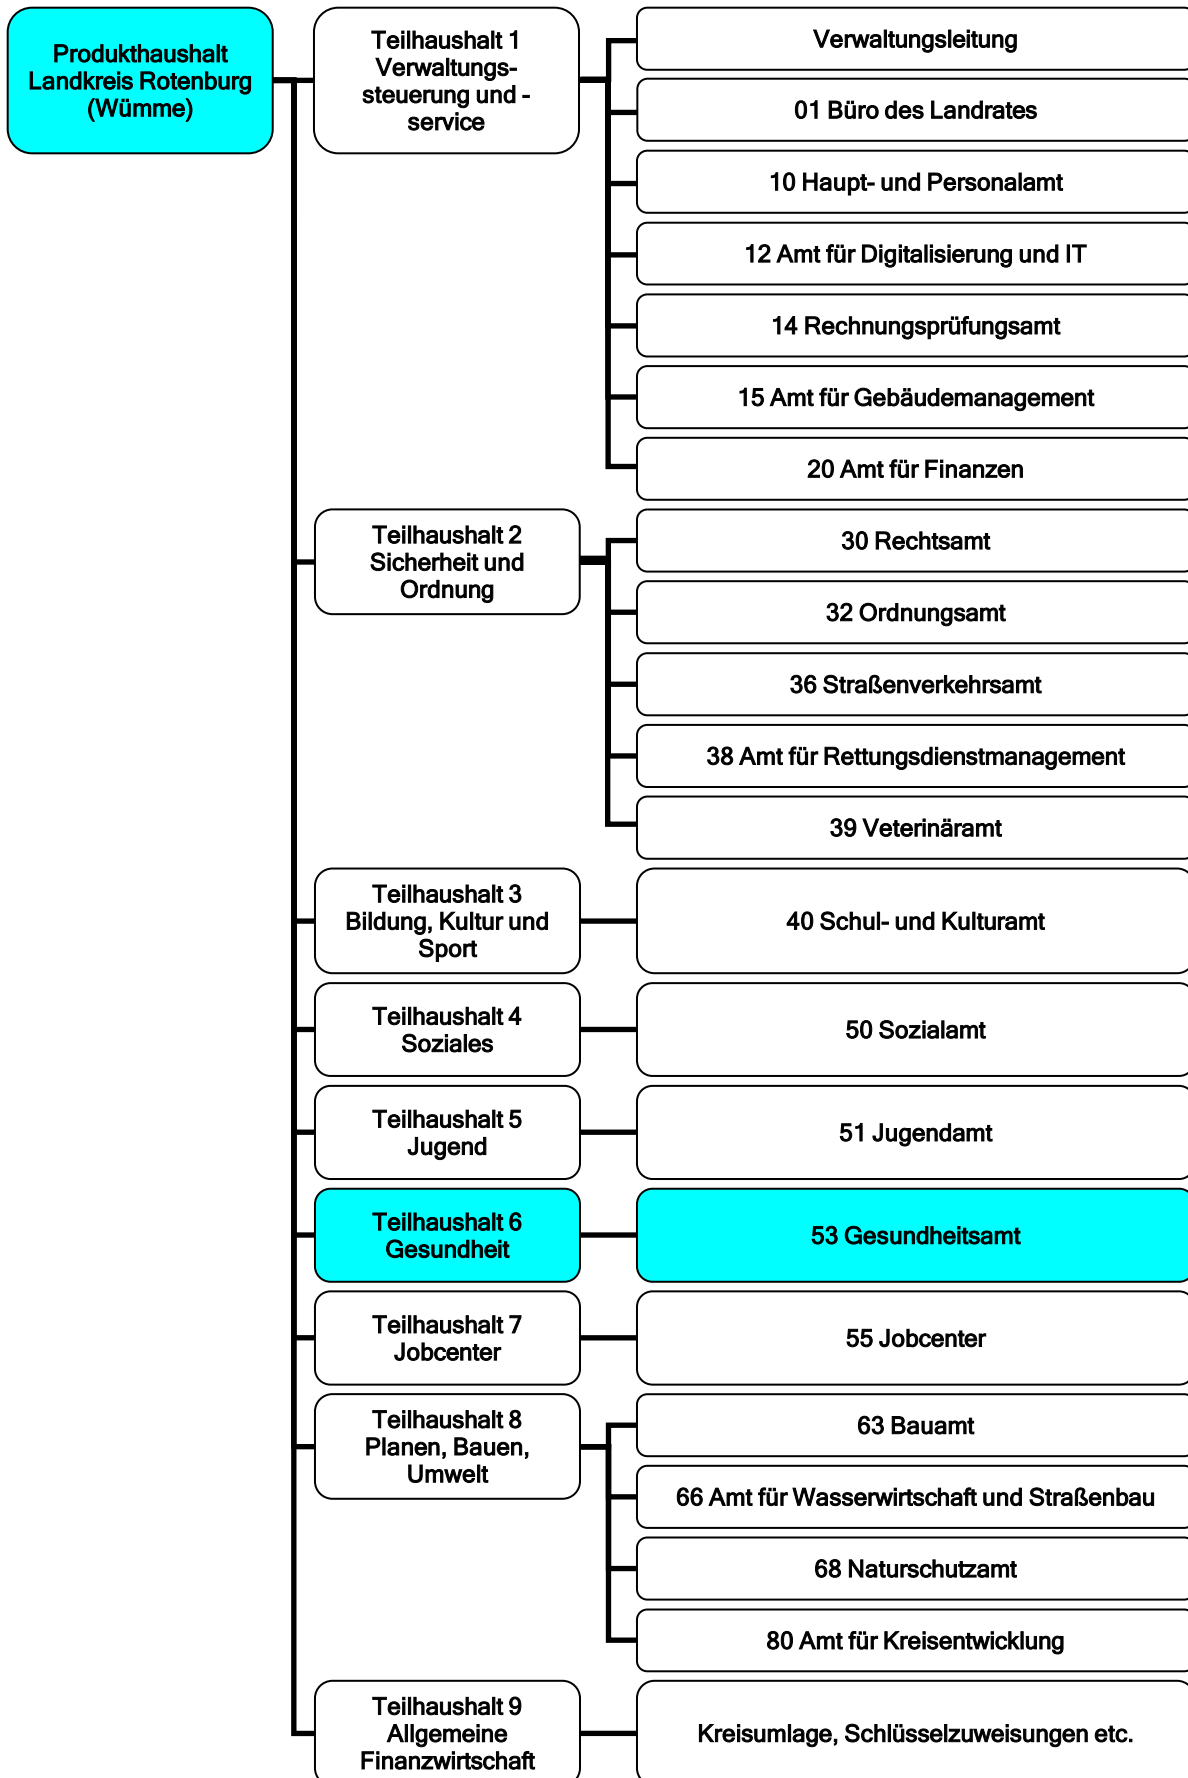 Produkthaushalt
Landkreis Rotenburg
(Wümme)
Teilhaushalt 1
Verwaltungs-
steuerung und -
service
Verwaltungsleitung
01 Büro des Landrates
10 Haupt- und Personalamt
12 Amt für Digitalisierung und IT
14 Rechnungsprüfungsamt
15 Amt für Gebäudemanagement
20 Amt für Finanzen
Teilhaushalt 2
Sicherheit und
Ordnung
30 Rechtsamt
32 Ordnungsamt
36 Straßenverkehrsamt
38 Amt für Rettungsdienstmanagement
39 Veterinäramt
Teilhaushalt 3
Bildung, Kultur und
Sport
40 Schul- und Kulturamt
Teilhaushalt 4
Soziales
50 Sozialamt
Teilhaushalt 5
Jugend
51 Jugendamt
Teilhaushalt 6
Gesundheit
53 Gesundheitsamt
Teilhaushalt 7
Jobcenter
55 Jobcenter
Teilhaushalt 8
Planen, Bauen,
Umwelt
63 Bauamt
66 Amt für Wasserwirtschaft und Straßenbau
68 Naturschutzamt
80 Amt für Kreisentwicklung
Teilhaushalt 9
Allgemeine
Finanzwirtschaft
Kreisumlage, Schlüsselzuweisungen etc.